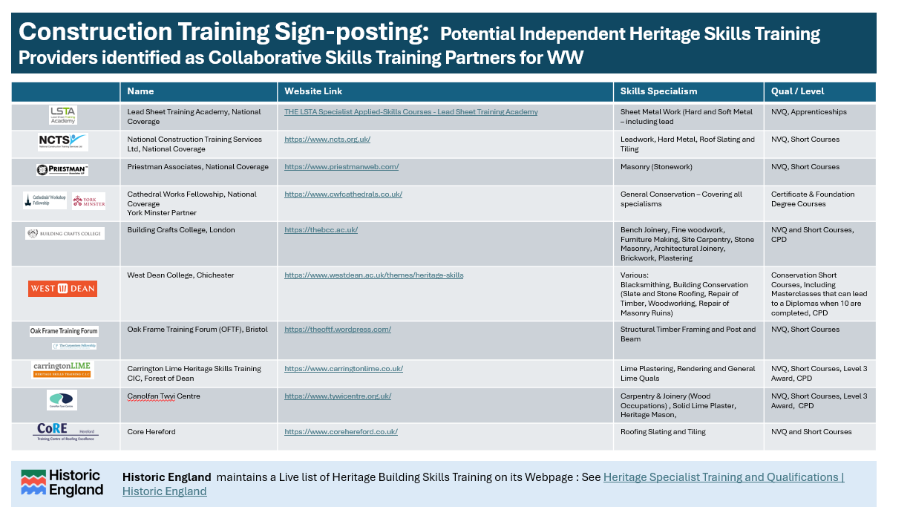 Construction Training Sign-posting: Potential Independent Heritage Skills Training
Providers identified as Collaborative Skills Training Partners for WW
Name
Website Link
Skills Specialism
Qual / Level
LSTA
Academy
Lead Sheet Training Academy, National
Coverage
THE LSTA Specialist Applied-Skills Courses - Lead Sheet Training Academy
Sheet Metal Work (Hard and Soft Metal
– including lead
NVQ, Apprenticeships
NCTS
National Construction Training Services
Ltd, National Coverage
https://www.ncts.org.uk/
Leadwork, Hard Metal, Roof Slating and
Tiling
NVQ, Short Courses
PRIESTMAN
Priestman Associates, National Coverage
https://www.priestmanweb.com/
Masonry (Stonework)
NVQ, Short Courses
Cathedral Workshop
Fellowship
YORK
MINSTER
Cathedral Works Fellowship, National
Coverage
York Minster Partner
https://www.cwfcathedrals.co.uk/
General Conservation – Covering all
specialisms
Certificate & Foundation
Degree Courses
BUILDING CRAFTS COLLEGE
Building Crafts College, London
https://thebcc.ac.uk/
Bench Joinery, Fine woodwork,
Furniture Making, Site Carpentry, Stone
Masonry, Architectural Joinery,
Brickwork, Plastering
NVQ and Short Courses,
CPD
WEST DEAN
West Dean College, Chichester
https://www.westdean.ac.uk/themes/heritage-skills
Various:
Blacksmithing, Building Conservation
(Slate and Stone Roofing, Repair of
Timber, Woodworking, Repair of
Masonry Ruins)
Conservation Short
Courses, Including
Masterclasses that can lead
to a Diplomas when 10 are
completed, CPD
Oak Frame Training Forum
The Carpenters Fellowship
Oak Frame Training Forum (OFTF), Bristol
https://theoftf.wordpress.com/
Structural Timber Framing and Post and
Beam
NVQ, Short Courses
carringtonLIME
Carrington Lime Heritage Skills Training
CIC, Forest of Dean
https://www.carringtonlime.co.uk/
Lime Plastering, Rendering and General
Lime Quals
NVQ, Short Courses, Level 3
Award, CPD
Canolfan Twyi Centre
https://www.tywicentre.org.uk/
Carpentry & Joinery (Wood
Occupations) , Solid Lime Plaster,
Heritage Mason,
NVQ, Short Courses, Level 3
Award, CPD
CoRE
Hereford
Training Centre of Roofing Excellence
Core Hereford
https://www.corehereford.co.uk/
Roofing Slating and Tiling
NVQ and Short Courses
Historic
England
Historic England maintains a Live list of Heritage Building Skills Training on its Webpage : See Heritage Specialist Training and Qualifications |
Historic England